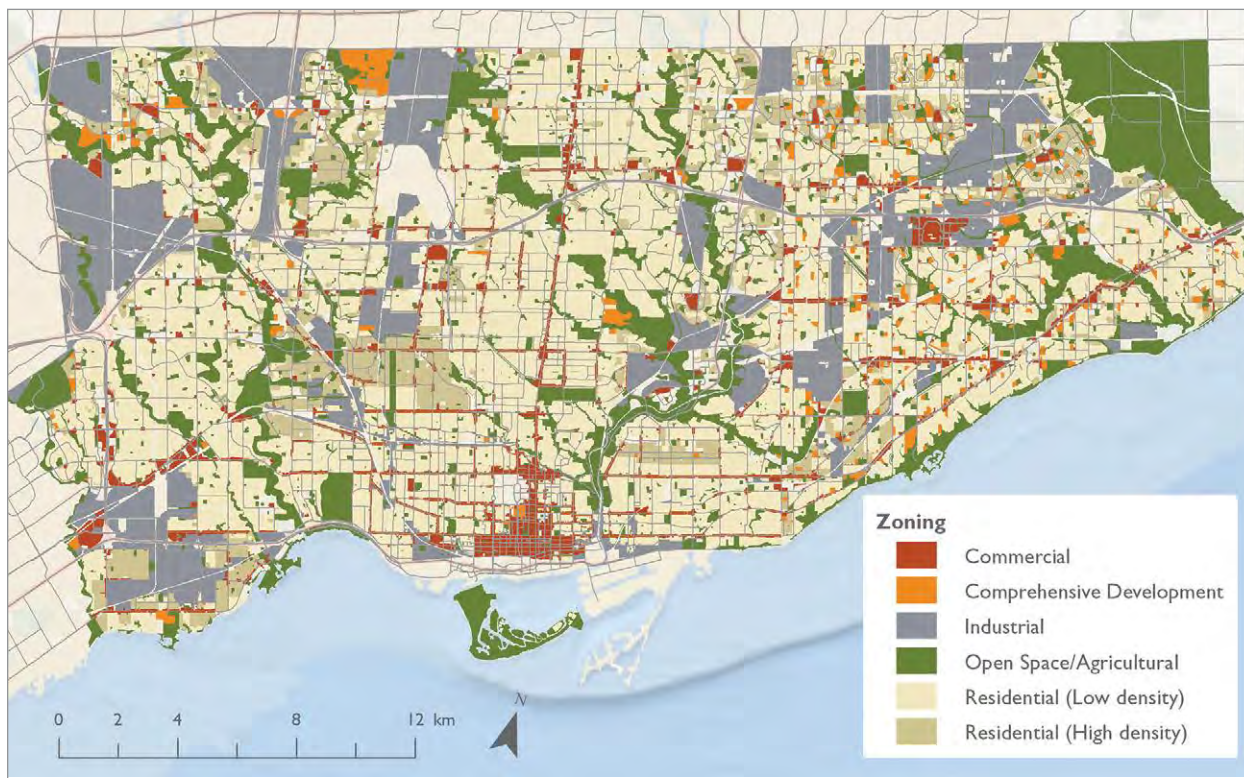 Zoning
Commercial
Comprehensive Development
Industrial
Open Space/Agricultural
Residential (Low density)
Residential (High density)
N
0 2 4 8 12 km